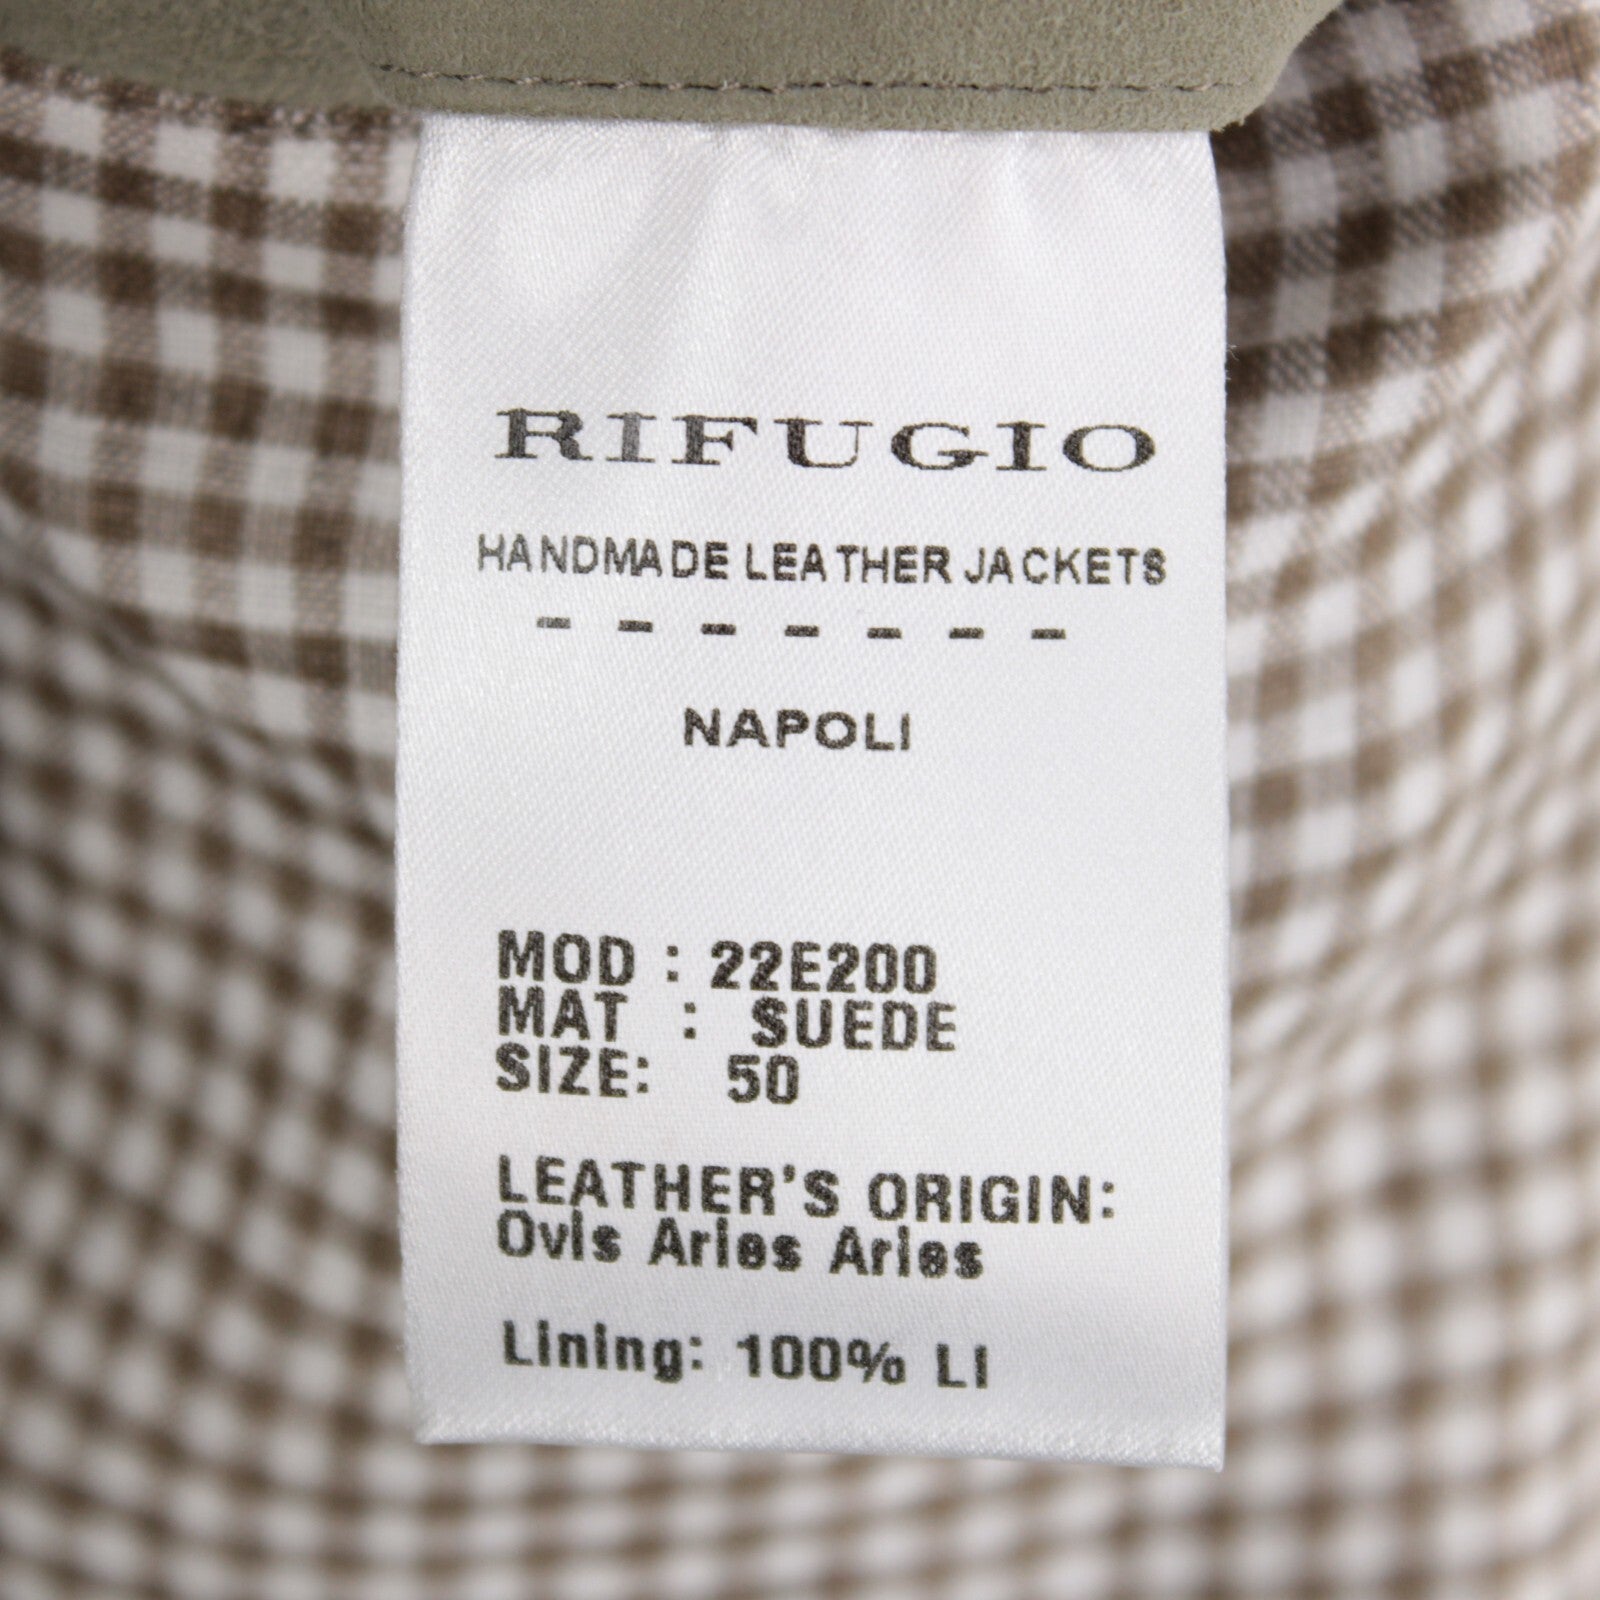 RIFUGIO
HANDMADE LEATHER JACKETS
- - - - - - -
NAPOLI
MOD : 22E200
MAT : SUEDE
SIZE: 50
LEATHER'S ORIGIN:
Ovis Aries Aries
Lining: 100% LI